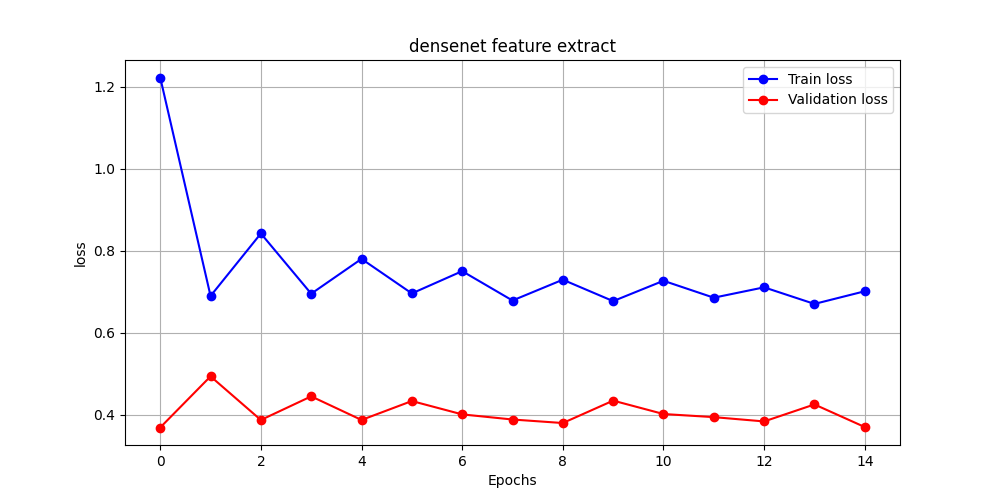 densenet feature extract
Train loss
Validation loss
1.2
1.0
0.8
0.6
0.4
loss
0 2 4 6 8 10 12 14
Epochs